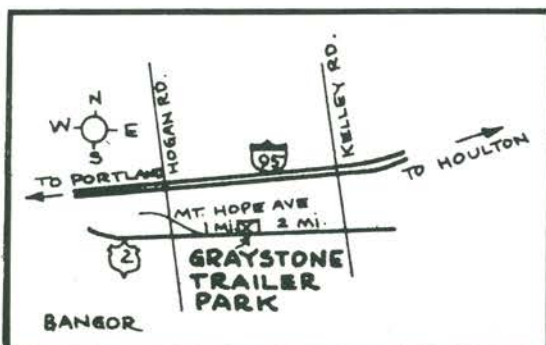 N
W E
S
HOGAN RD.
KELLEY RD.
95
TO PORTLAND
TO HOULTON
MT. HOPE AVE
1 MI. 2 MI.
2
GRAYSTONE
TRAILER
PARK
BANGOR